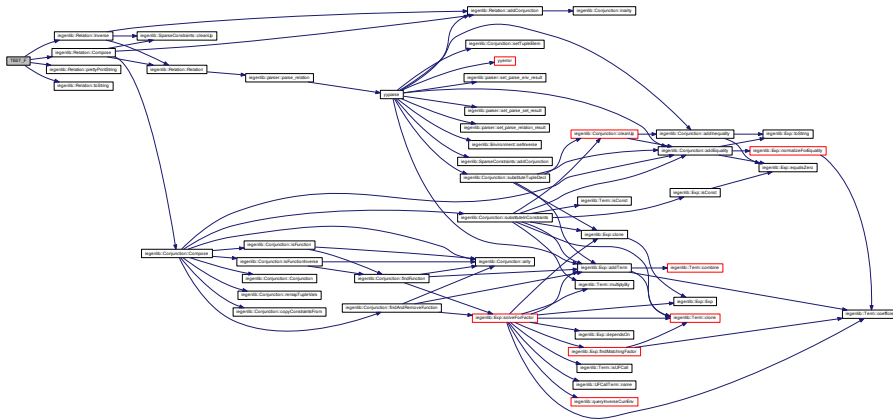 TEST_F
iegenlib::Relation::Inverse
iegenlib::Relation::Compose
iegenlib::Relation::prettyPrintString
iegenlib::Relation::toString
iegenlib::SparseConstraints::cleanUp
iegenlib::Relation::Relation
iegenlib::parser::parse_relation
yyparse
iegenlib::Relation::addConjunction
iegenlib::Conjunction::inarity
iegenlib::Conjunction::setTupleElem
yyerror
iegenlib::parser::set_parse_env_result
iegenlib::parser::set_parse_set_result
iegenlib::parser::set_parse_relation_result
iegenlib::Environment::setInverse
iegenlib::SparseConstraints::addConjunction
iegenlib::Conjunction::substituteTupleDecl
iegenlib::Conjunction::cleanUp
iegenlib::Conjunction::addInequality
iegenlib::Conjunction::addEquality
iegenlib::Exp::toString
iegenlib::Exp::normalizeForEquality
iegenlib::Exp::equalsZero
iegenlib::Exp::isConst
iegenlib::Term::isConst
iegenlib::Conjunction::substituteInConstraints
iegenlib::Exp::clone
iegenlib::Conjunction::Compose
iegenlib::Conjunction::isFunction
iegenlib::Conjunction::isFunctionInverse
iegenlib::Conjunction::Conjunction
iegenlib::Conjunction::remapTupleVars
iegenlib::Conjunction::copyConstraintsFrom
iegenlib::Conjunction::arity
iegenlib::Conjunction::findFunction
iegenlib::Conjunction::findAndRemoveFunction
iegenlib::Exp::solveForFactor
iegenlib::Exp::addTerm
iegenlib::Term::combine
iegenlib::Term::multiplyBy
iegenlib::Exp::Exp
iegenlib::Term::clone
iegenlib::Term::coefficient
iegenlib::Exp::dependsOn
iegenlib::Exp::findMatchingFactor
iegenlib::Term::isUFCall
iegenlib::UFCallTerm::name
iegenlib::queryInverseCurrEnv